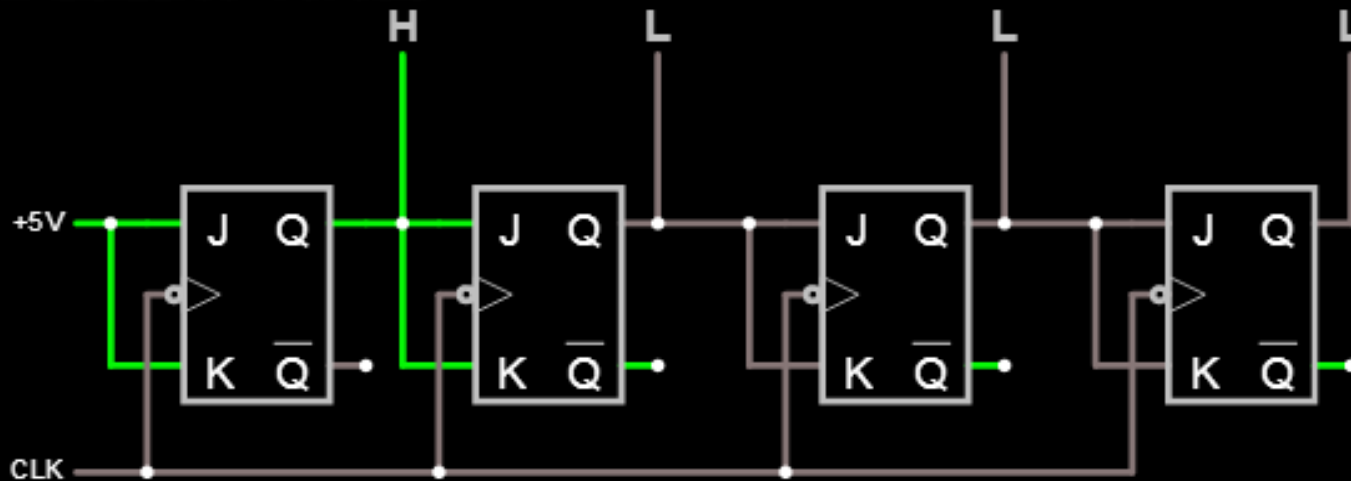 H L L L
+5V J Q J Q J Q J Q
K Q̅ K Q̅ K Q̅ K Q̅
CLK